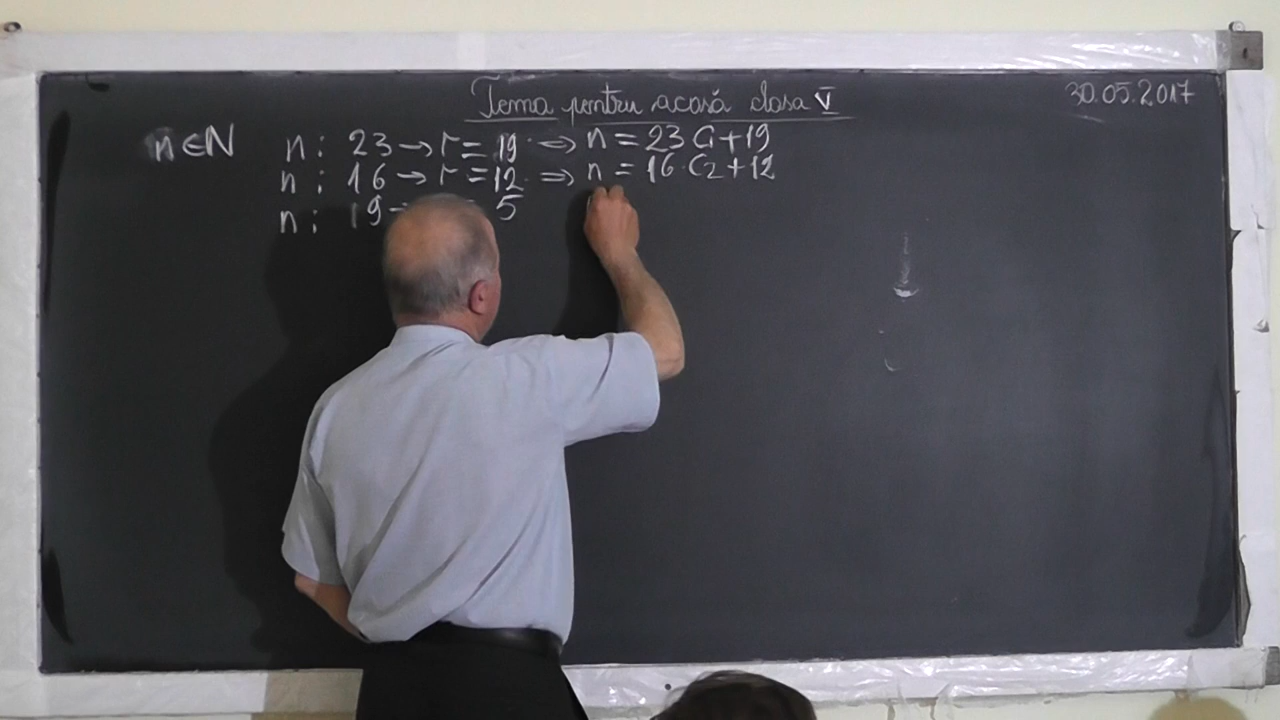 Tema pentru acasă clasa V
30.05.2017
n∈N n : 23 → r = 19 ⇒ n = 23 C1 + 19
n : 16 → r = 12 ⇒ n = 16·C2 + 12
n : 19 5